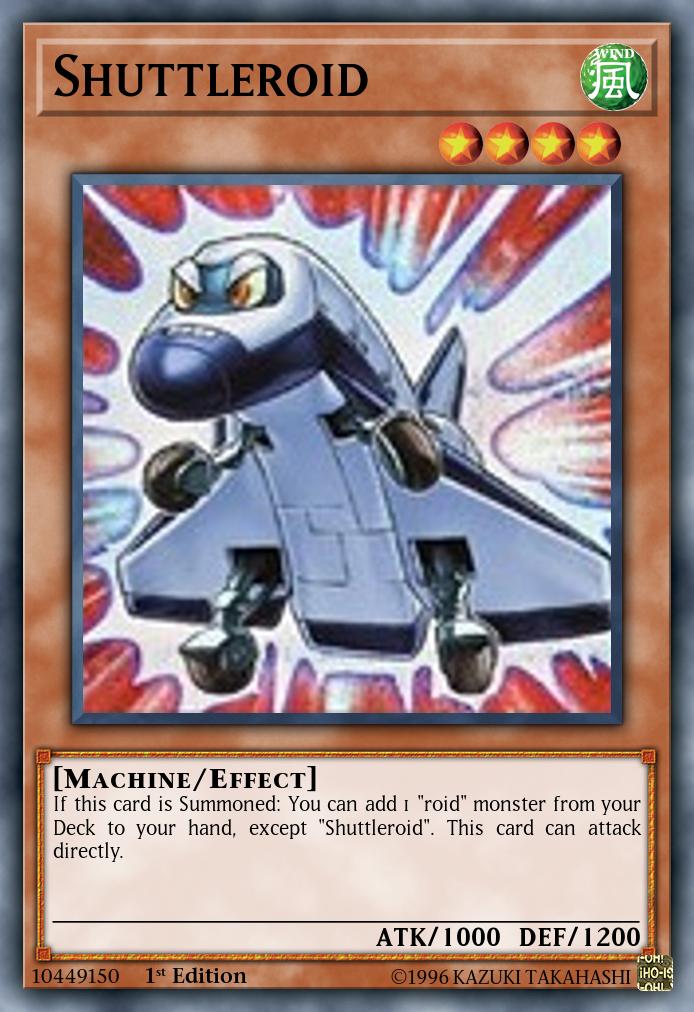 Shuttleroid
WIND
風
[Machine/Effect]
If this card is Summoned: You can add 1 "roid" monster from your
Deck to your hand, except "Shuttleroid". This card can attack
directly.
ATK/1000 DEF/1200
10449150 1st Edition ©1996 KAZUKI TAKAHASHI